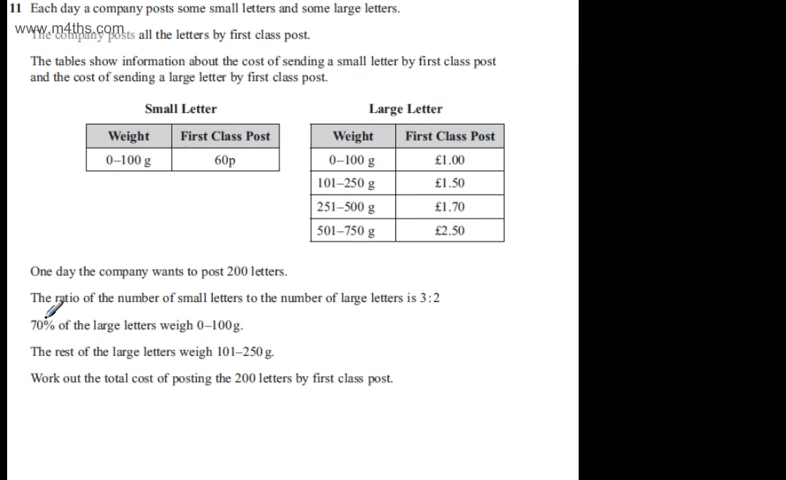 11 Each day a company posts some small letters and some large letters.
www.m4ths.com
The company posts all the letters by first class post.
The tables show information about the cost of sending a small letter by first class post
and the cost of sending a large letter by first class post.
Small Letter
Weight First Class Post
0–100 g 60p
Large Letter
Weight First Class Post
0–100 g £1.00
101–250 g £1.50
251–500 g £1.70
501–750 g £2.50
One day the company wants to post 200 letters.
The ratio of the number of small letters to the number of large letters is 3:2
70% of the large letters weigh 0–100g.
The rest of the large letters weigh 101–250g.
Work out the total cost of posting the 200 letters by first class post.